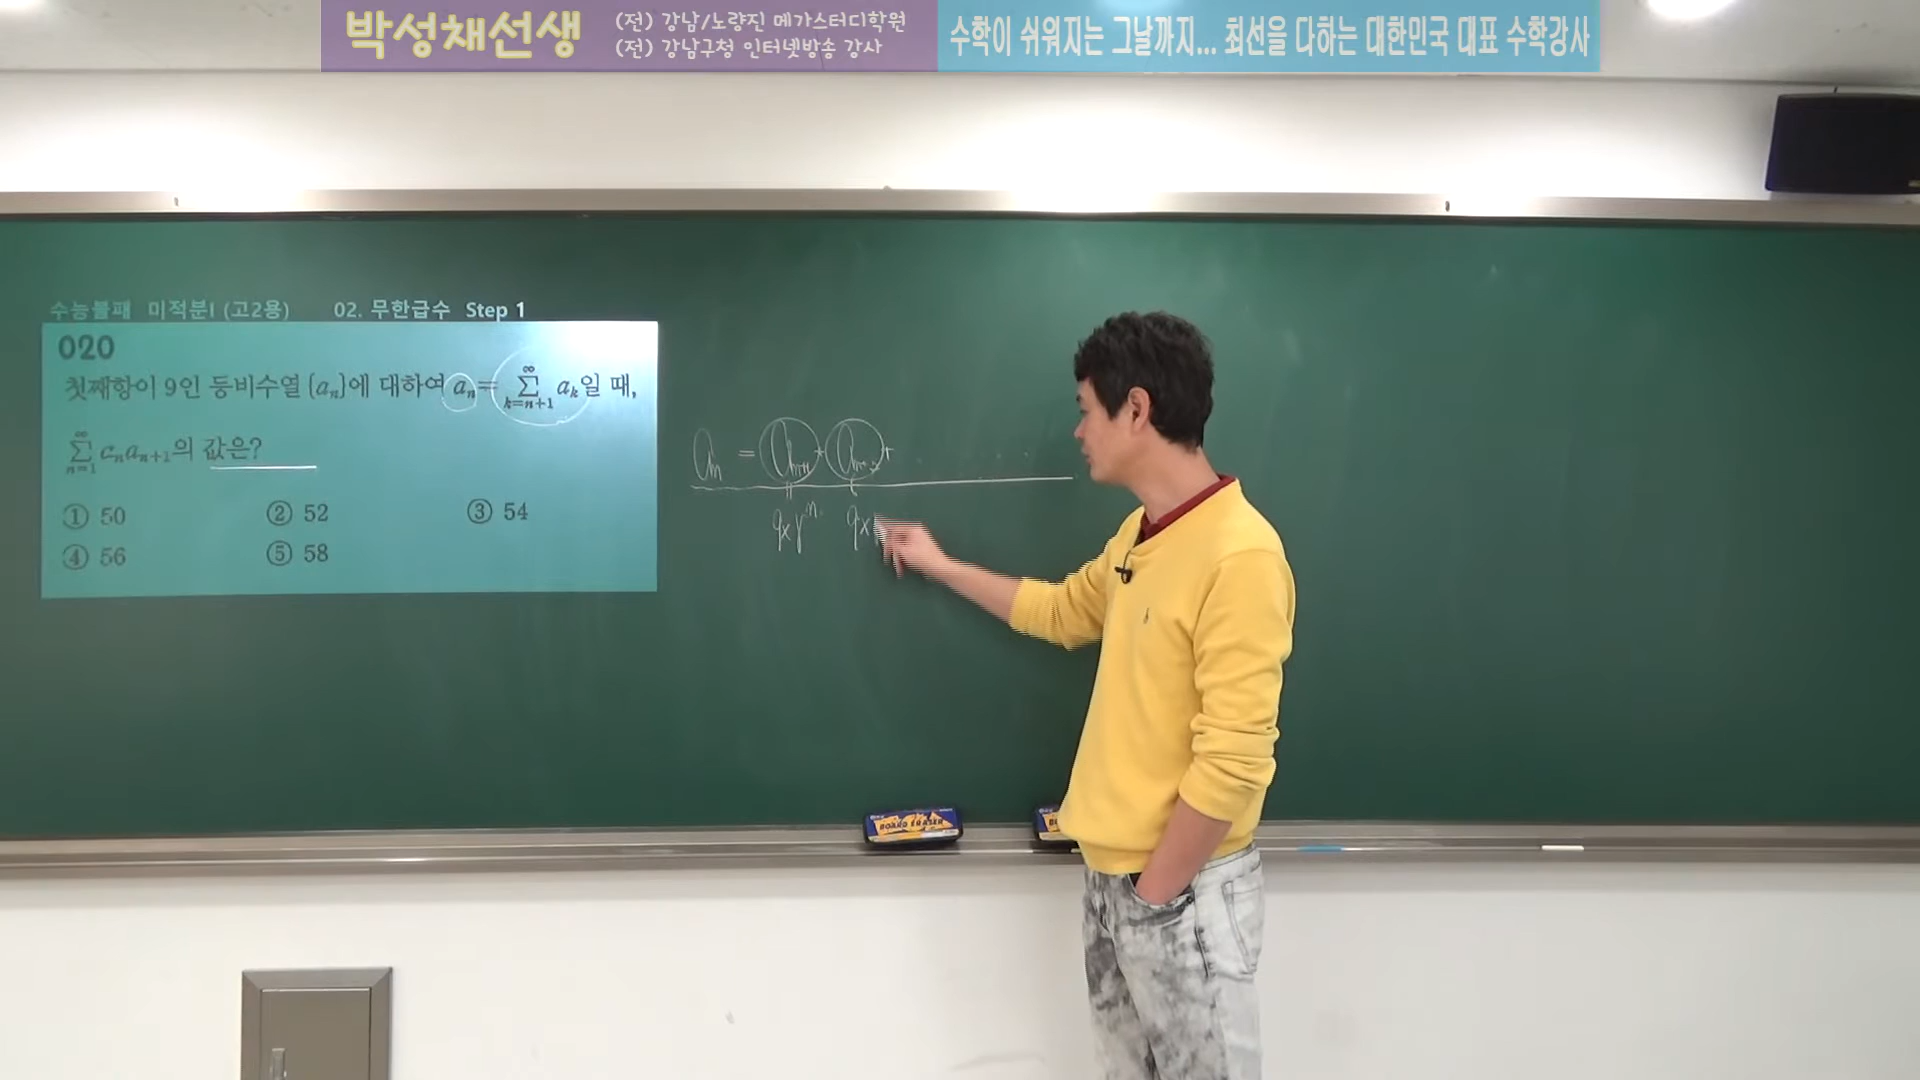 박성채선생
(전) 강남/노량진 메가스터디학원
(전) 강남구청 인터넷방송 강사
수학이 쉬워지는 그날까지... 최선을 다하는 대한민국 대표 수학강사
수능불패 미적분I (고2용) 02. 무한급수 Step 1
020
첫째항이 9인 등비수열 {aₙ}에 대하여 aₙ= ∑_{k=n+1}^{∞} aₖ일 때,
∑_{n=1}^{∞} cₙaₙ₊₁의 값은?
① 50 ② 52 ③ 54
④ 56 ⑤ 58
aₙ = aₙ₊₁ + aₙ₊₂ + . . . .
9×rⁿ 9×r
BOARD ERASER